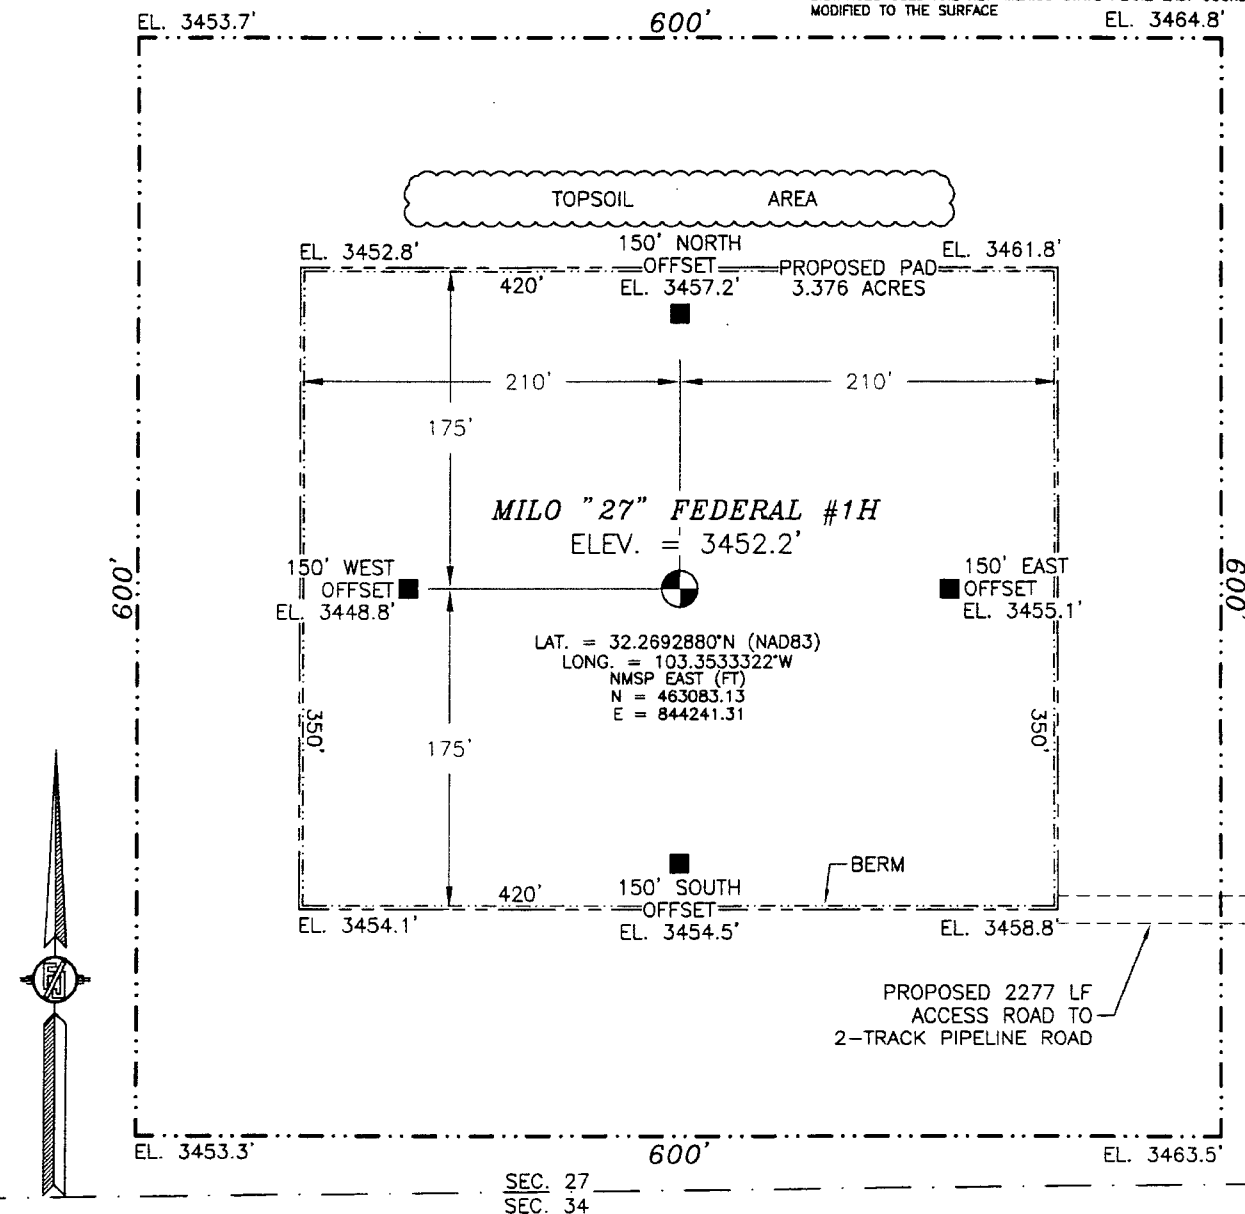 MODIFIED TO THE SURFACE
EL. 3453.7'
600'
EL. 3464.8'
TOPSOIL AREA
EL. 3452.8'
150' NORTH
OFFSET
EL. 3457.2'
420'
PROPOSED PAD
3.376 ACRES
EL. 3461.8'
210'
210'
175'
MILO "27" FEDERAL #1H
ELEV. = 3452.2'
600'
150' WEST
OFFSET
EL. 3448.8'
150' EAST
OFFSET
EL. 3455.1'
600'
LAT. = 32.2692880°N (NAD83)
LONG. = 103.3533322°W
NMSP EAST (FT)
N = 463083.13
E = 844241.31
350'
175'
350'
BERM
420'
150' SOUTH
OFFSET
EL. 3454.5'
EL. 3454.1'
EL. 3458.8'
PROPOSED 2277 LF
ACCESS ROAD TO
2-TRACK PIPELINE ROAD
EL. 3453.3'
600'
EL. 3463.5'
SEC. 27
SEC. 34